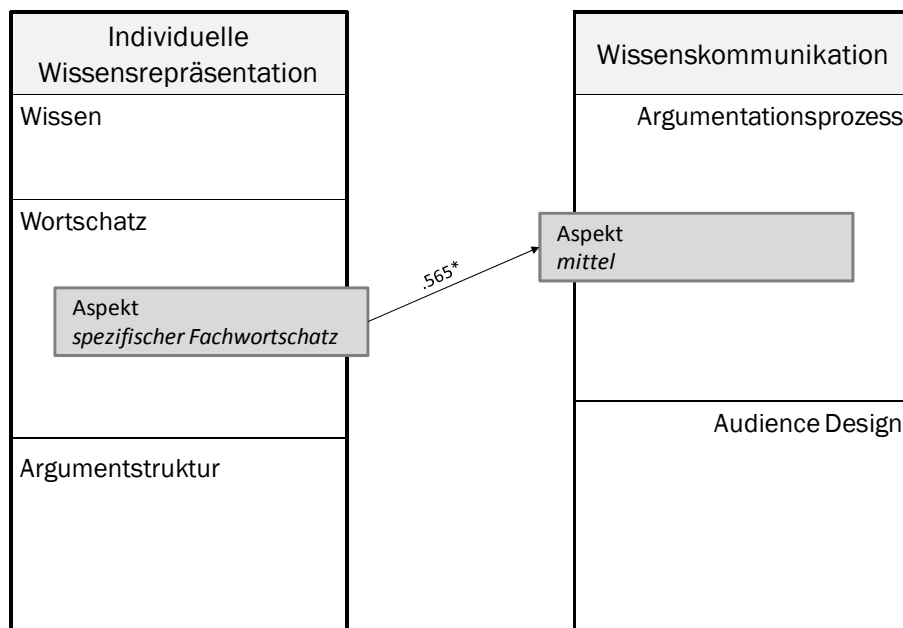 Individuelle
Wissensrepräsentation
Wissen
Wortschatz
Aspekt
spezifischer Fachwortschatz
Argumentstruktur
.565*
Wissenskommunikation
Argumentationsprozess
Aspekt
mittel
Audience Design